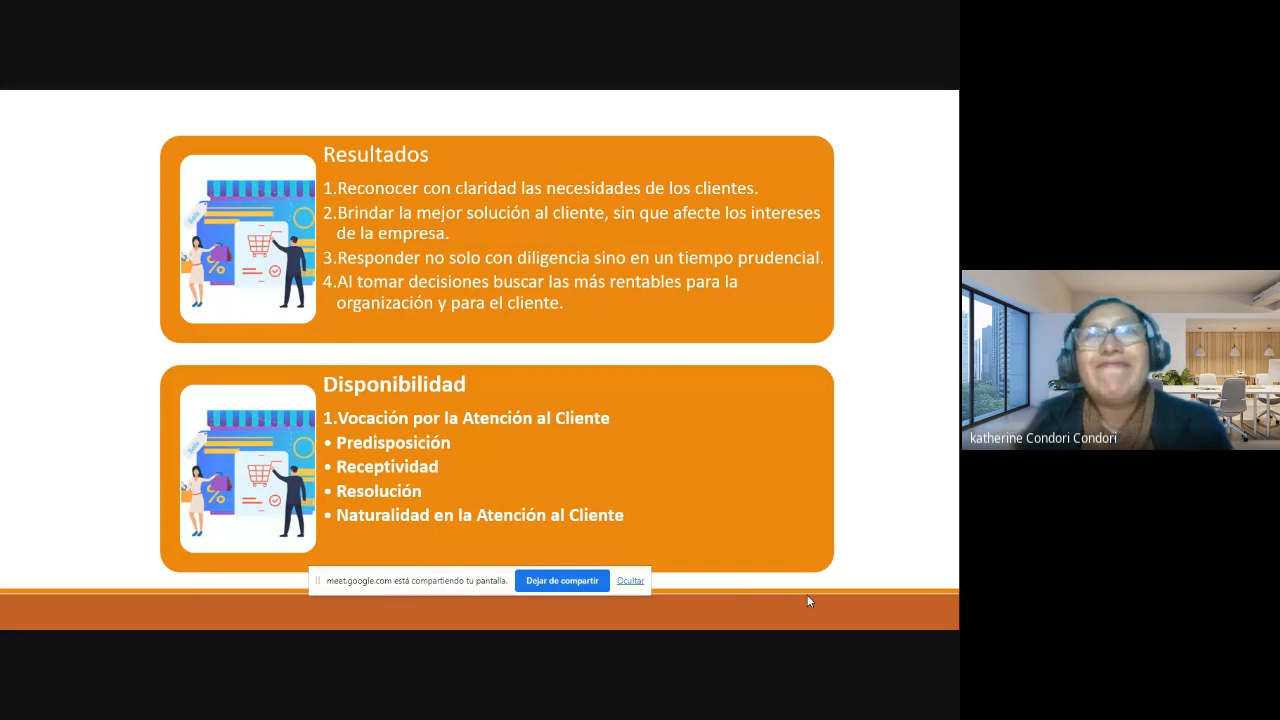 Resultados
1.Reconocer con claridad las necesidades de los clientes.
2.Brindar la mejor solución al cliente, sin que afecte los intereses
de la empresa.
3.Responder no solo con diligencia sino en un tiempo prudencial.
4.Al tomar decisiones buscar las más rentables para la
organización y para el cliente.
Sale
%
Disponibilidad
1.Vocación por la Atención al Cliente
• Predisposición
• Receptividad
• Resolución
• Naturalidad en la Atención al Cliente
Sale
%
meet.google.com está compartiendo tu pantalla.
Dejar de compartir
Ocultar
katherine Condori Condori